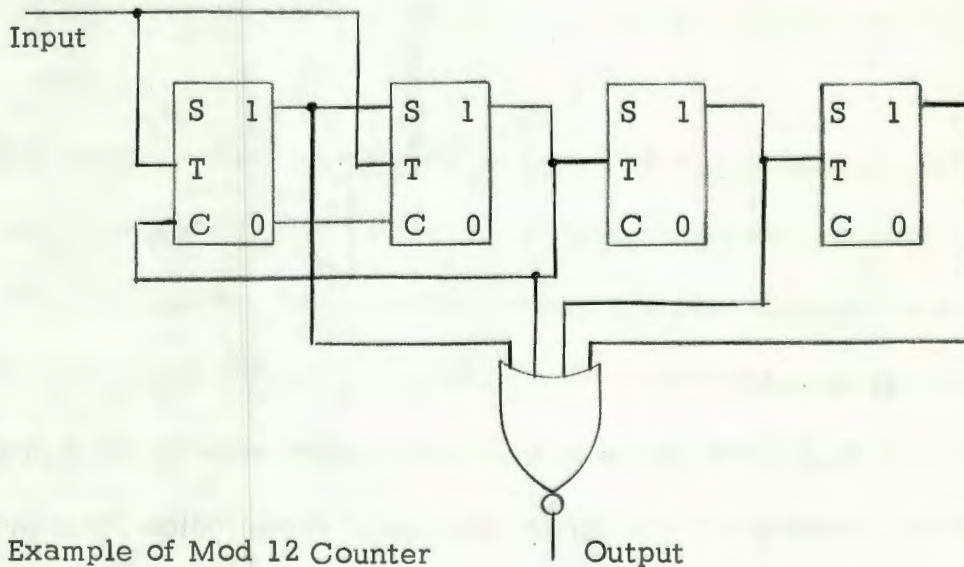 Input
S 1 S 1 S 1 S 1
T T T T
C 0 C 0 C 0 C 0
Example of Mod 12 Counter Output